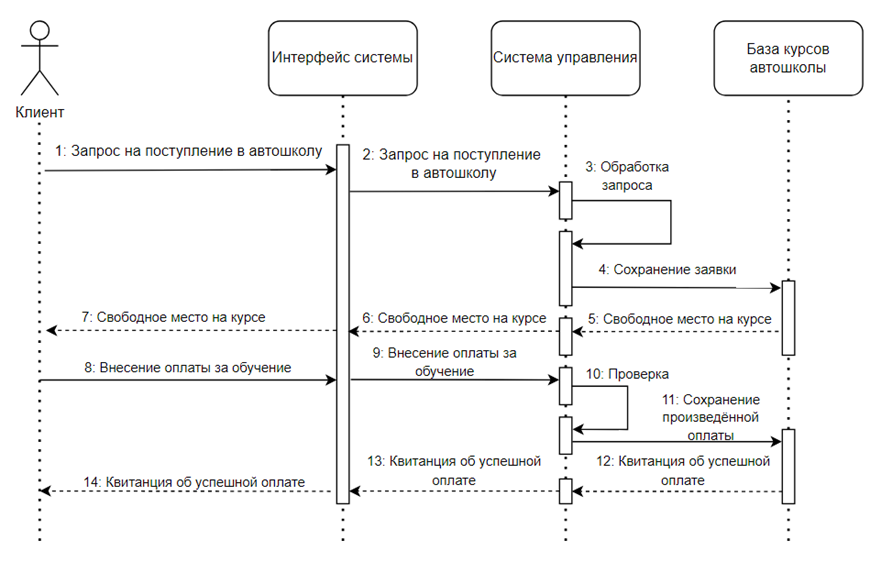 Интерфейс системы
Система управления
База курсов
автошколы
Клиент
1: Запрос на поступление в автошколу
2: Запрос на поступление
в автошколу
3: Обработка
запроса
4: Сохранение заявки
5: Свободное место на курсе
6: Свободное место на курсе
7: Свободное место на курсе
8: Внесение оплаты за обучение
9: Внесение оплаты за
обучение
10: Проверка
11: Сохранение
произведённой
оплаты
12: Квитанция об успешной
оплате
13: Квитанция об успешной
оплате
14: Квитанция об успешной оплате